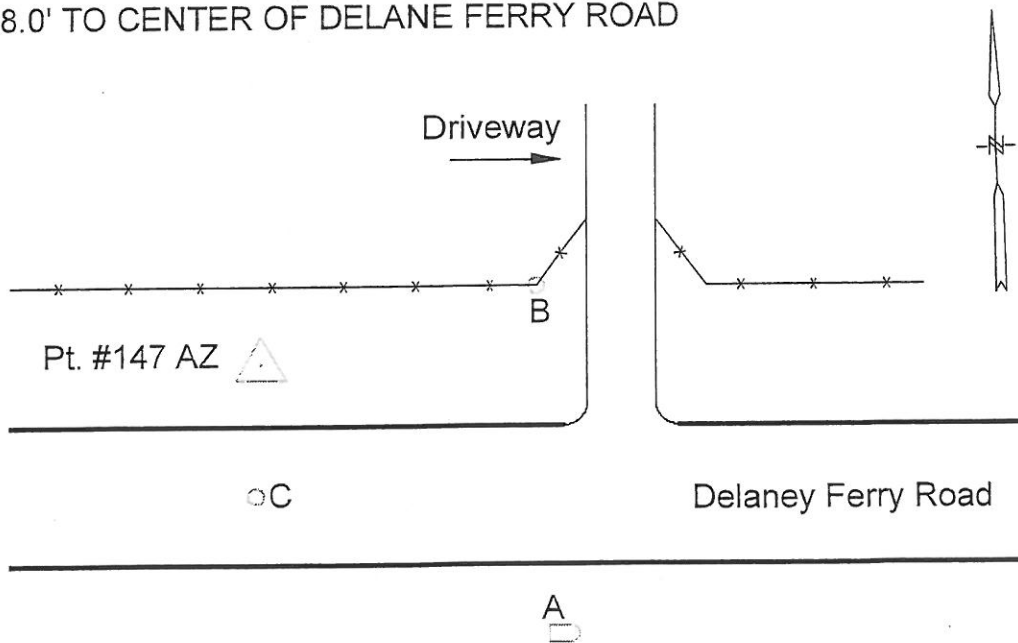 8.0' TO CENTER OF DELANE FERRY ROAD
Driveway
N
B
Pt. #147 AZ
C
Delaney Ferry Road
A